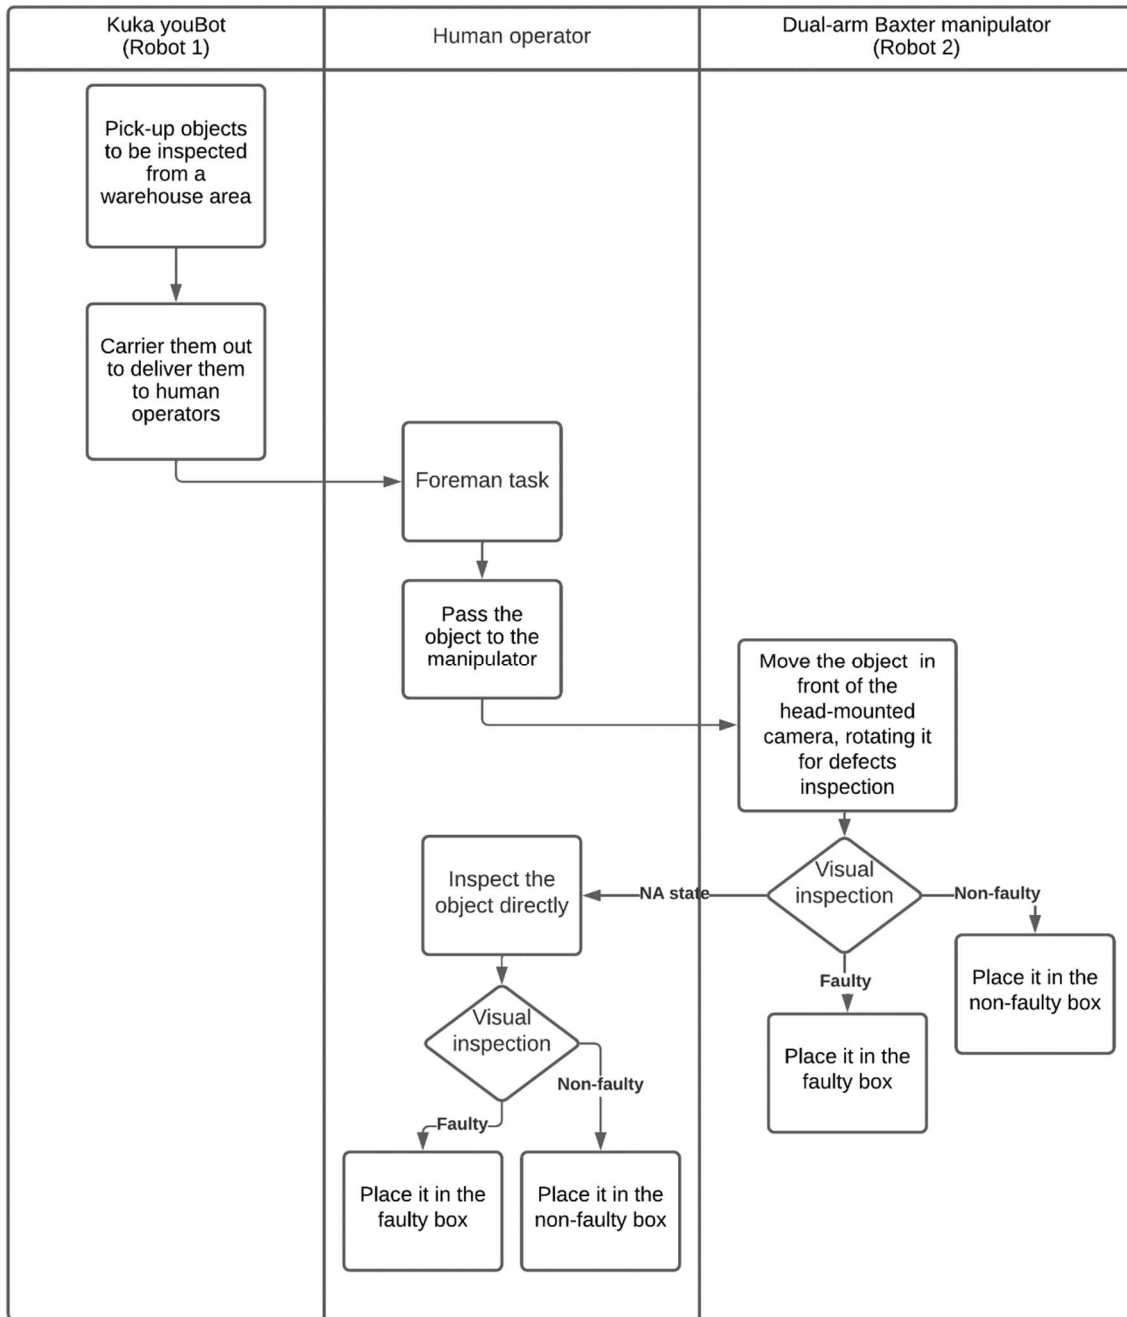 Kuka youBot
(Robot 1)
Human operator
Dual-arm Baxter manipulator
(Robot 2)
Pick-up objects
to be inspected
from a
warehouse area
Carrier them out
to deliver them
to human
operators
Foreman task
Pass the
object to the
manipulator
Move the object in
front of the
head-mounted
camera, rotating it
for defects
inspection
Visual
inspection
NA state
Non-faulty
Faulty
Inspect the
object directly
Place it in the
non-faulty box
Place it in the
faulty box
Visual
inspection
Non-faulty
Faulty
Place it in the
faulty box
Place it in the
non-faulty box